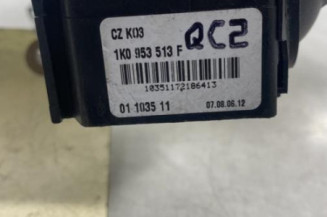 CZ K03
1K0 953 513 F
QC2
10351172186413
01 1035 11
07.08.06.12